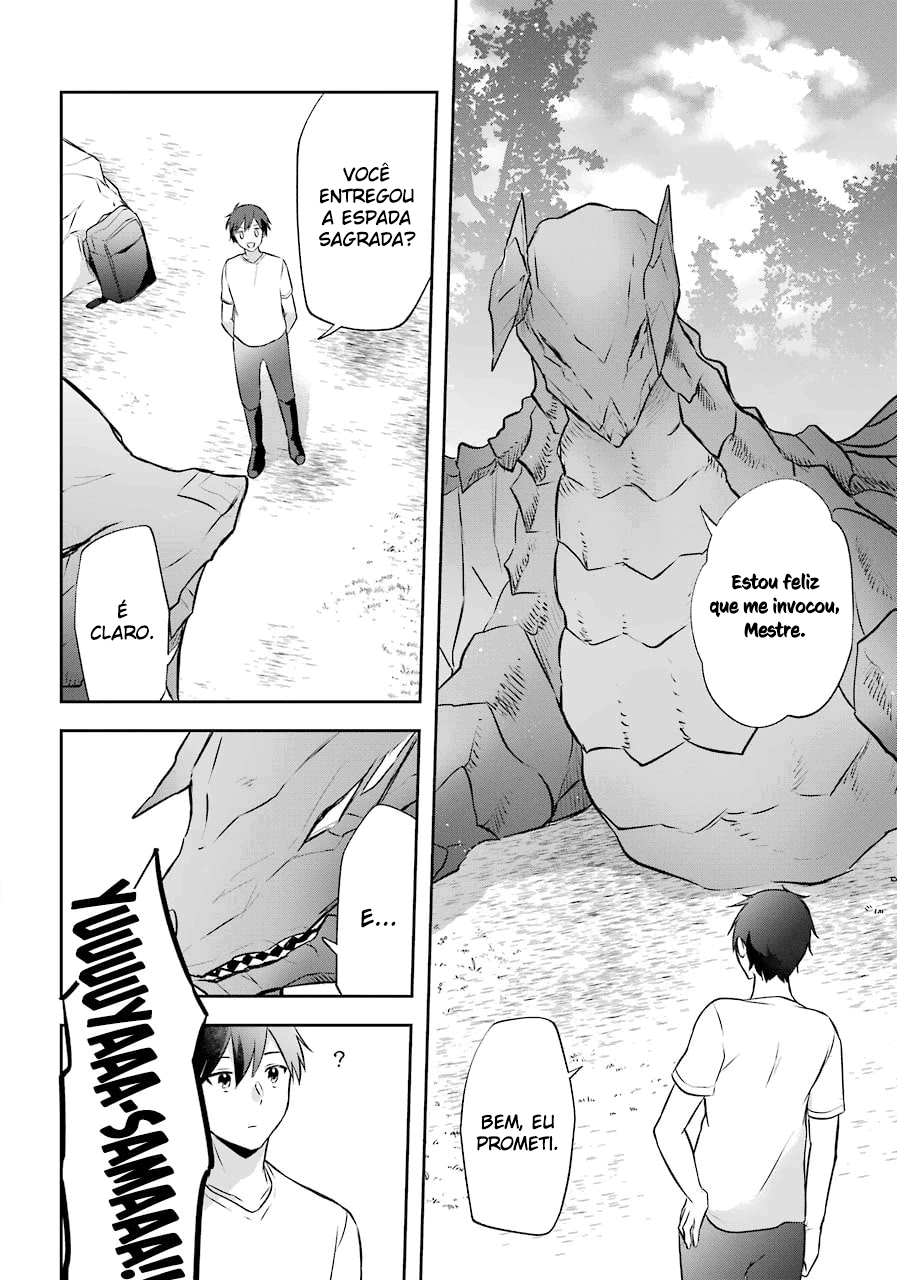 Estou feliz
que me invocou,
Mestre.
BEM, EU
PROMETI.
VOCÊ
ENTREGOU
A ESPADA
SAGRADA?
É
CLARO.
E...
YUUUUYAAA-SAMAAA!!
?